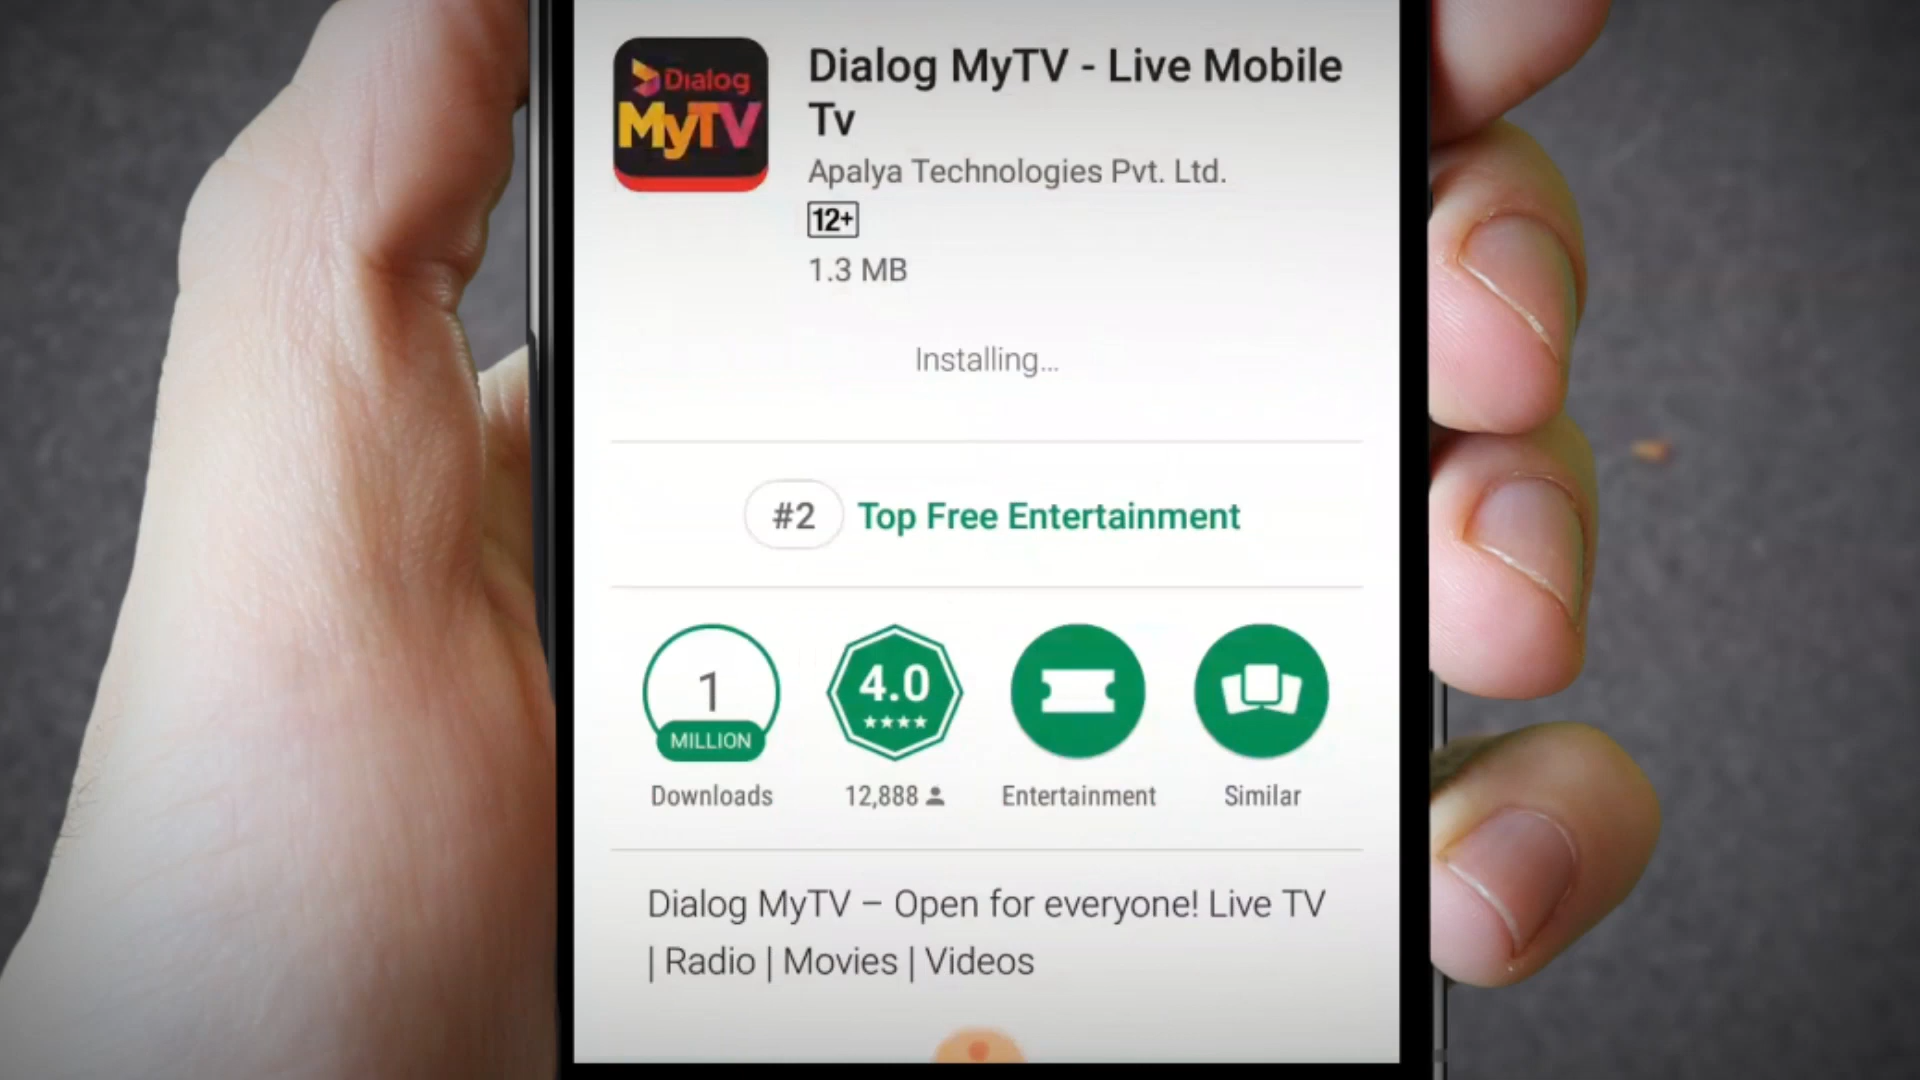 Dialog
MyTV
Dialog MyTV - Live Mobile
Tv
Apalya Technologies Pvt. Ltd.
12+
1.3 MB
Installing...
#2 Top Free Entertainment
1
MILLION
4.0
Downloads
12,888
Entertainment
Similar
Dialog MyTV – Open for everyone! Live TV
| Radio | Movies | Videos